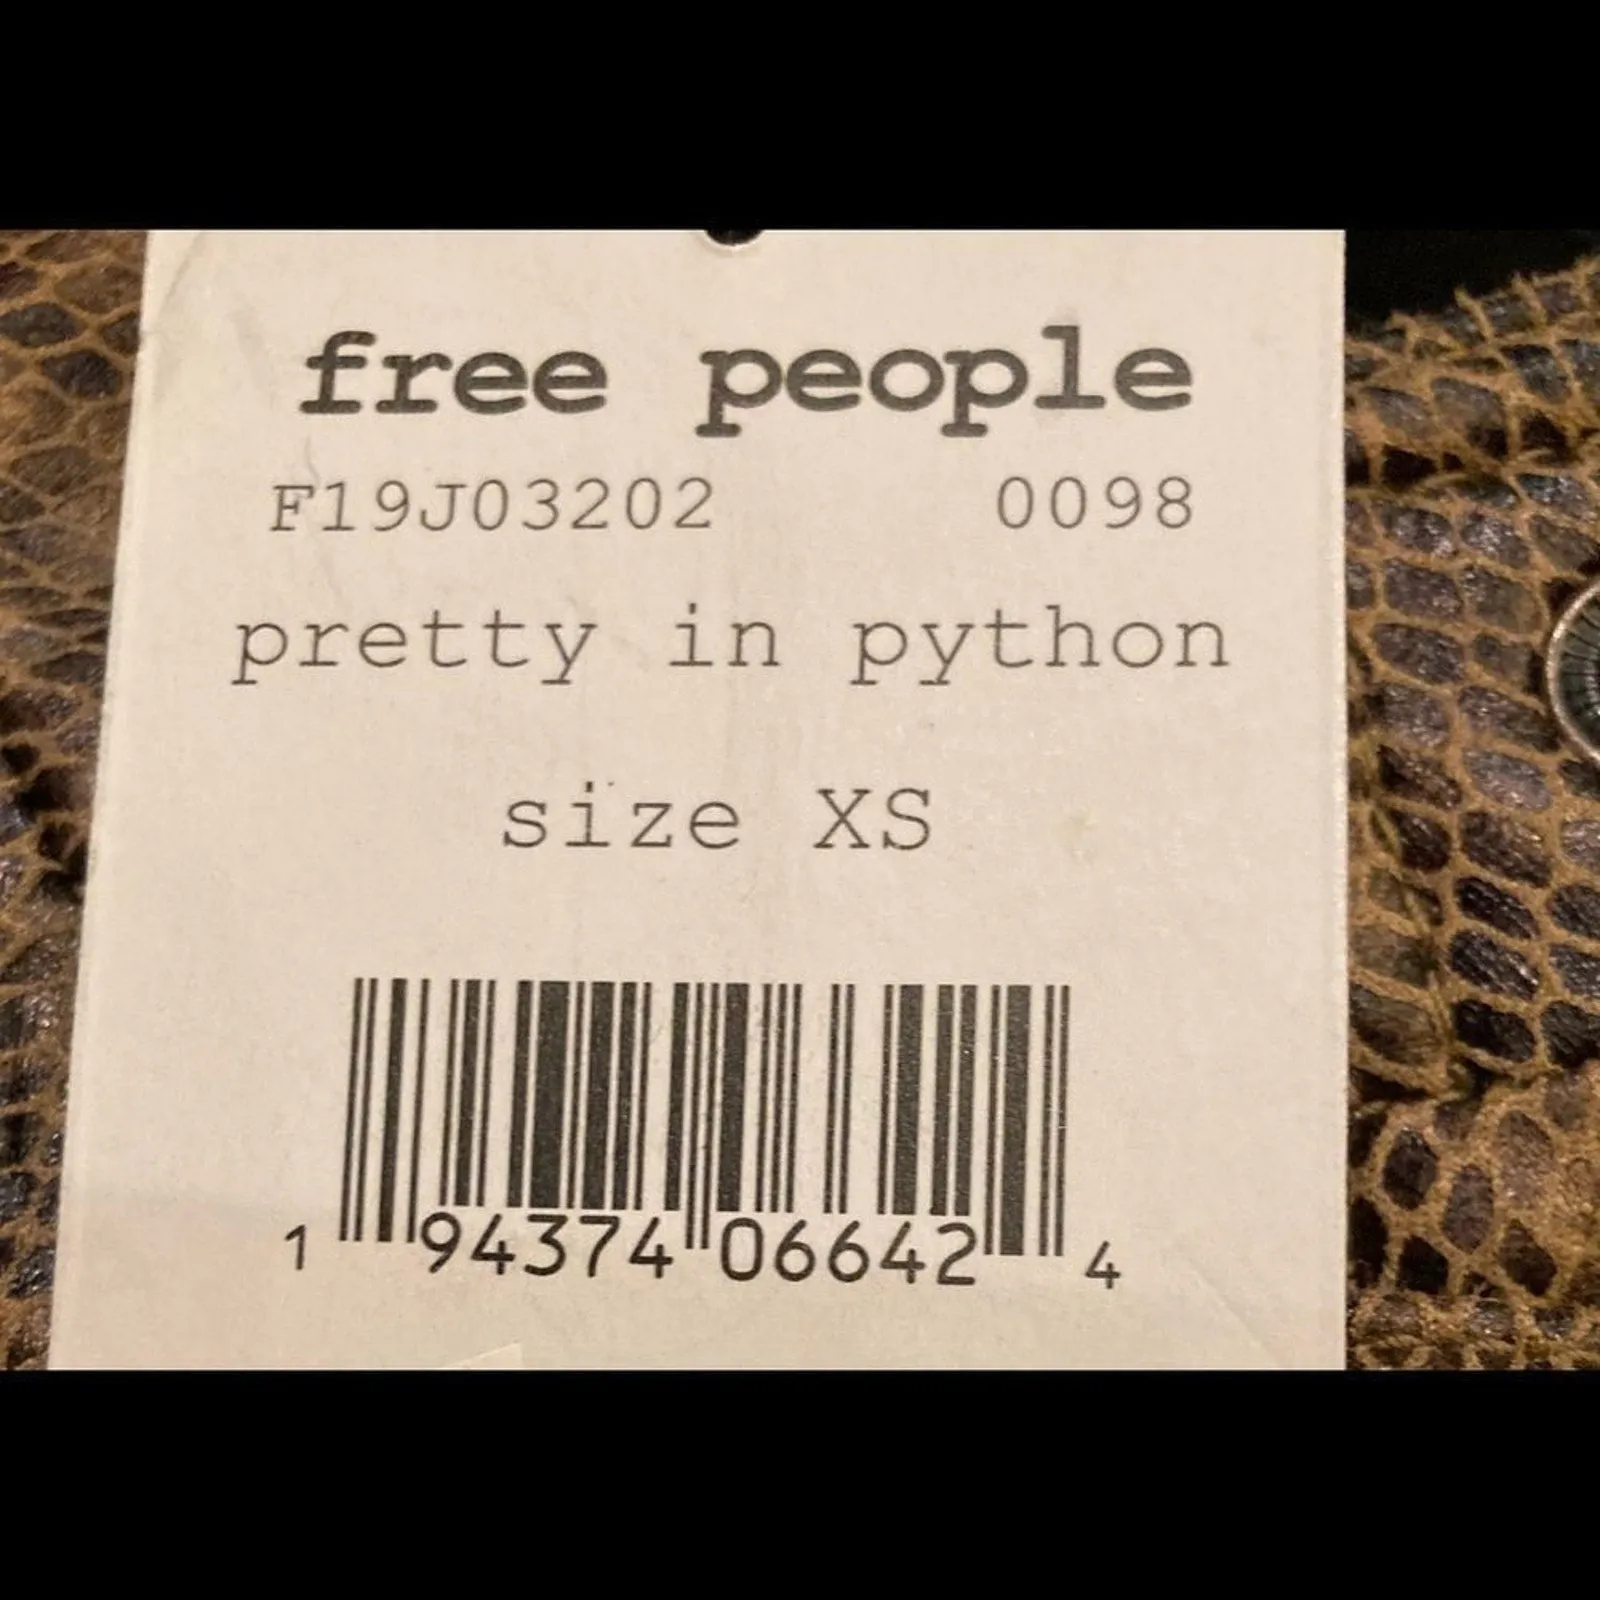 free people
F19J03202 0098
pretty in python
size XS
1 94374 06642 4